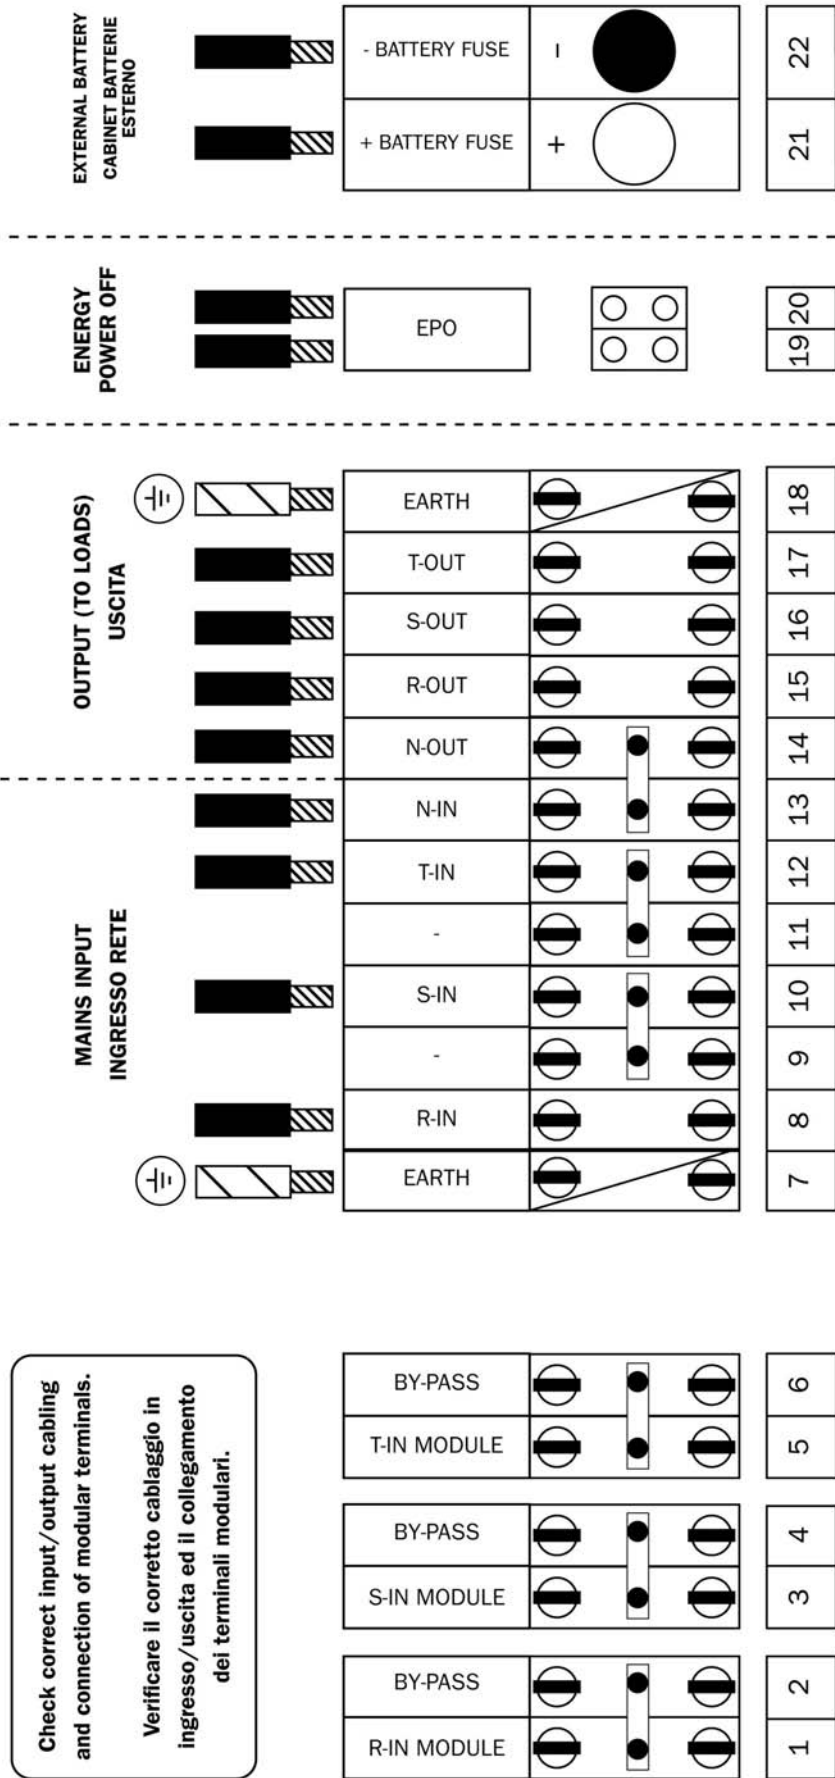 EXTERNAL BATTERY
CABINET BATTERIE
ESTERNO
- BATTERY FUSE
–
22
+ BATTERY FUSE
+
21
ENERGY
POWER OFF
EPO
20
19
OUTPUT (TO LOADS)
USCITA
EARTH
18
T-OUT
17
S-OUT
16
R-OUT
15
N-OUT
14
MAINS INPUT
INGRESSO RETE
N-IN
13
T-IN
12
-
11
S-IN
10
-
9
R-IN
8
EARTH
7
Check correct input/output cabling
and connection of modular terminals.
Verificare il corretto cablaggio in
ingresso/uscita ed il collegamento
dei terminali modulari.
BY-PASS
6
T-IN MODULE
5
BY-PASS
4
S-IN MODULE
3
BY-PASS
2
R-IN MODULE
1